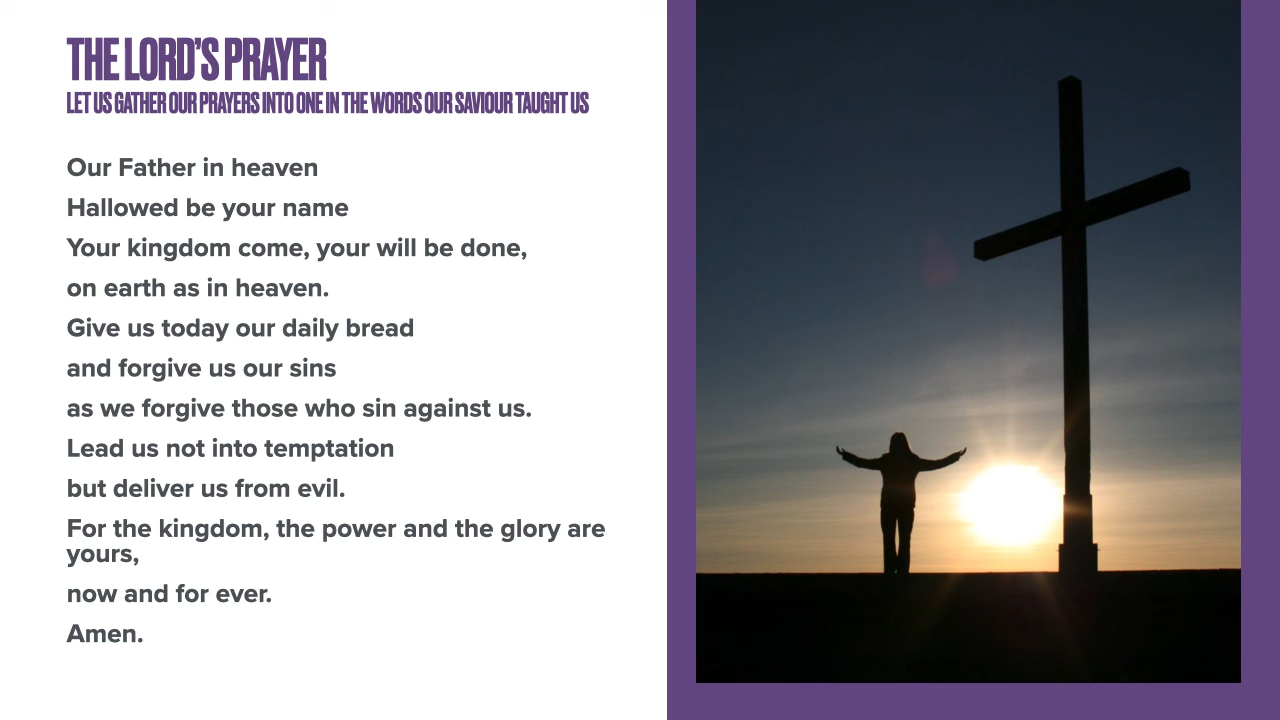 THE LORD'S PRAYER
LET US GATHER OUR PRAYERS INTO ONE IN THE WORDS OUR SAVIOUR TAUGHT US
Our Father in heaven
Hallowed be your name
Your kingdom come, your will be done,
on earth as in heaven.
Give us today our daily bread
and forgive us our sins
as we forgive those who sin against us.
Lead us not into temptation
but deliver us from evil.
For the kingdom, the power and the glory are
yours,
now and for ever.
Amen.